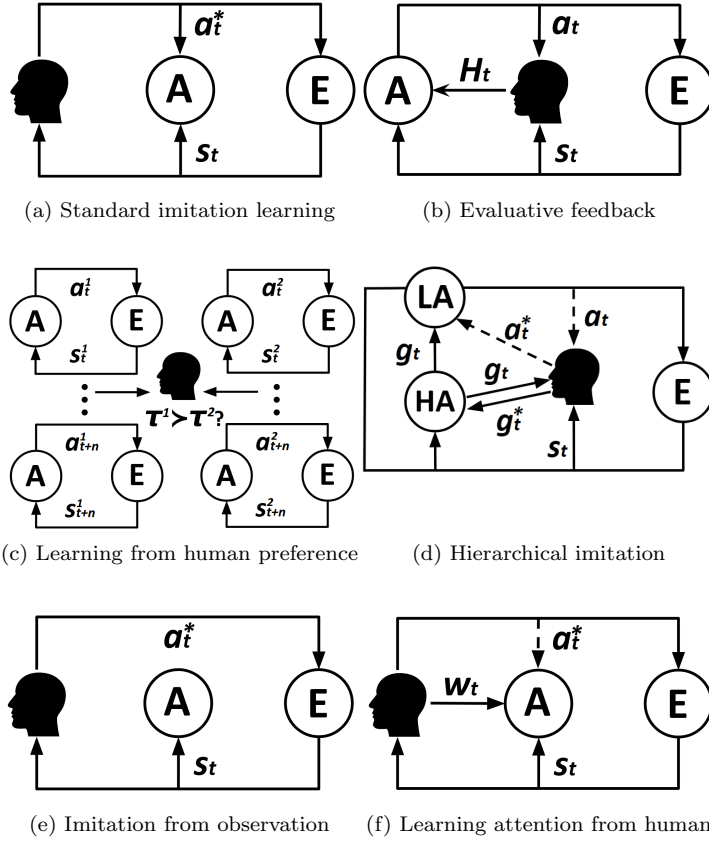 a*t
A
E
st
(a) Standard imitation learning
at
Ht
A
E
st
(b) Evaluative feedback
a1t
A
E
s1t
a2t
A
E
s2t
τ1≻τ2?
a1t+n
A
E
s1t+n
a2t+n
A
E
s2t+n
(c) Learning from human preference
LA
a*t
at
gt
gt
HA
g*t
E
st
(d) Hierarchical imitation
a*t
A
E
st
(e) Imitation from observation
a*t
wt
A
E
st
(f) Learning attention from human